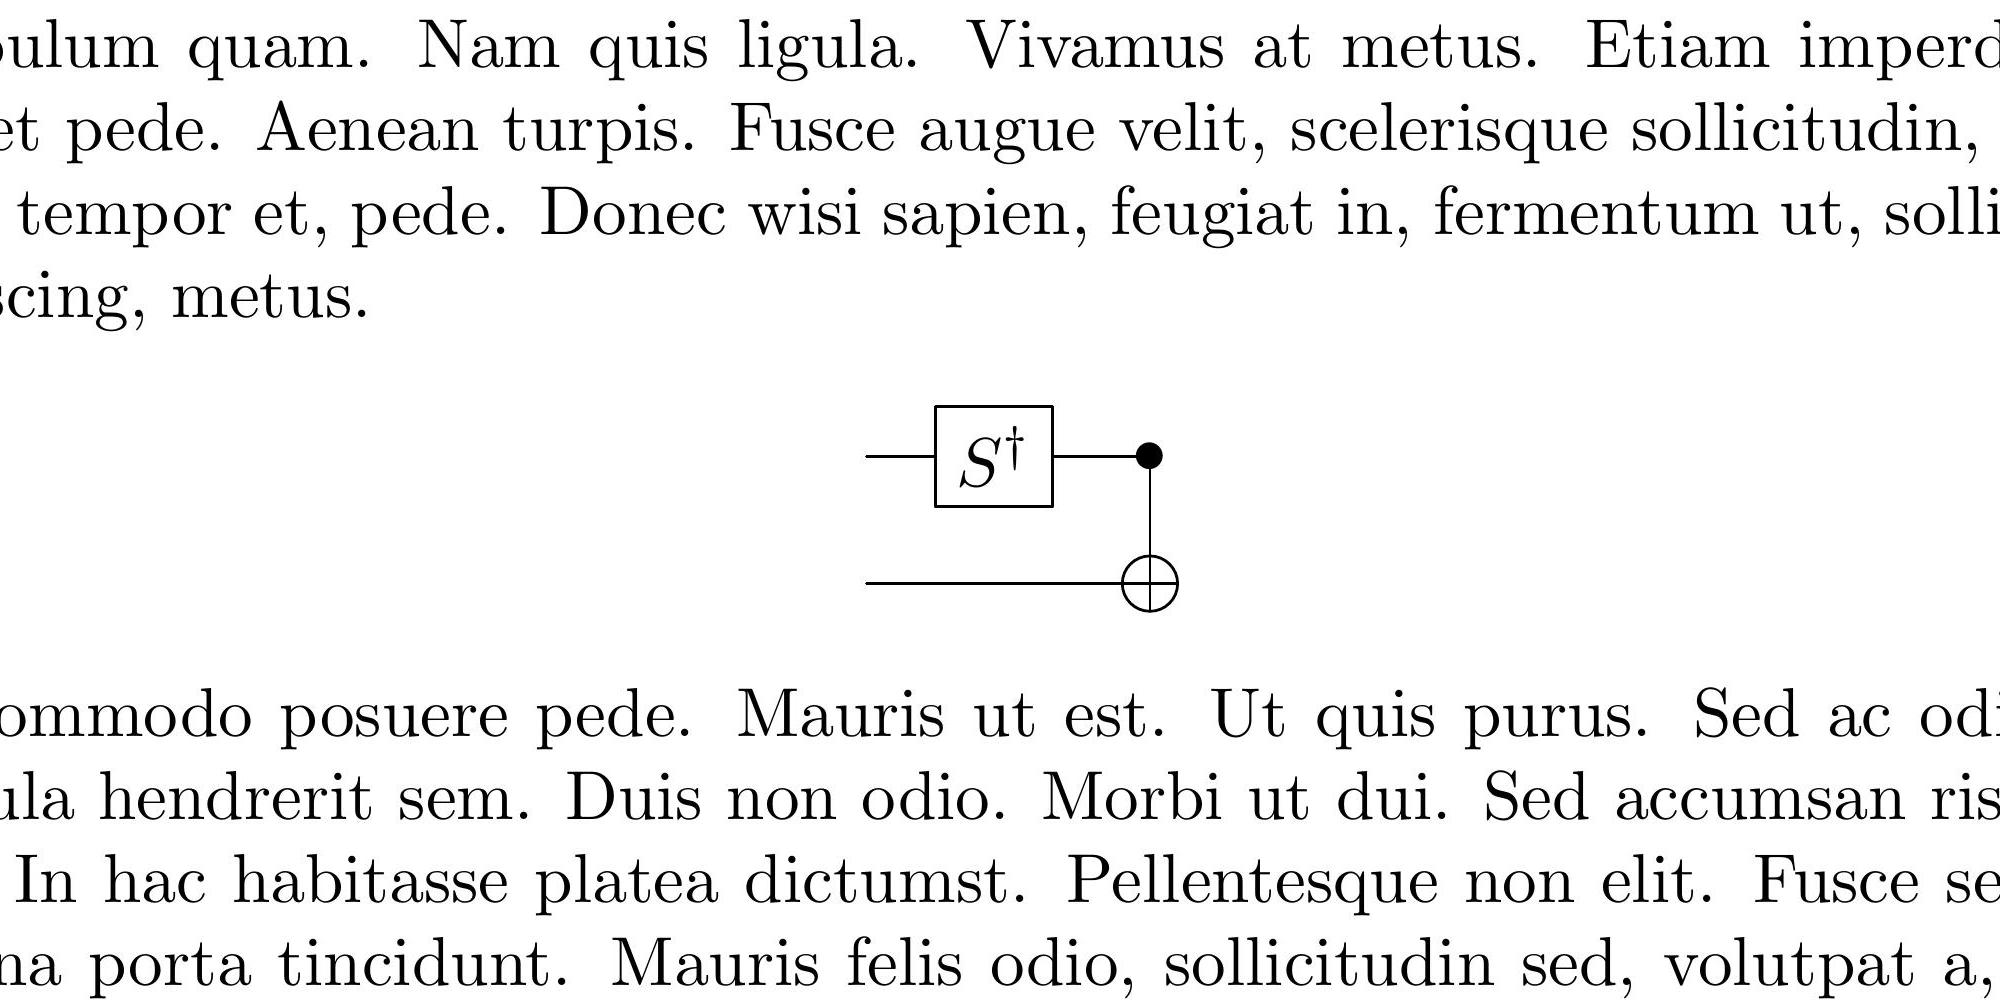 ulum quam. Nam quis ligula. Vivamus at metus. Etiam imperd
et pede. Aenean turpis. Fusce augue velit, scelerisque sollicitudin,
tempor et, pede. Donec wisi sapien, feugiat in, fermentum ut, solli
scing, metus.
S†
ommodo posuere pede. Mauris ut est. Ut quis purus. Sed ac odi
ula hendrerit sem. Duis non odio. Morbi ut dui. Sed accumsan ris
In hac habitasse platea dictumst. Pellentesque non elit. Fusce se
na porta tincidunt. Mauris felis odio, sollicitudin sed, volutpat a,